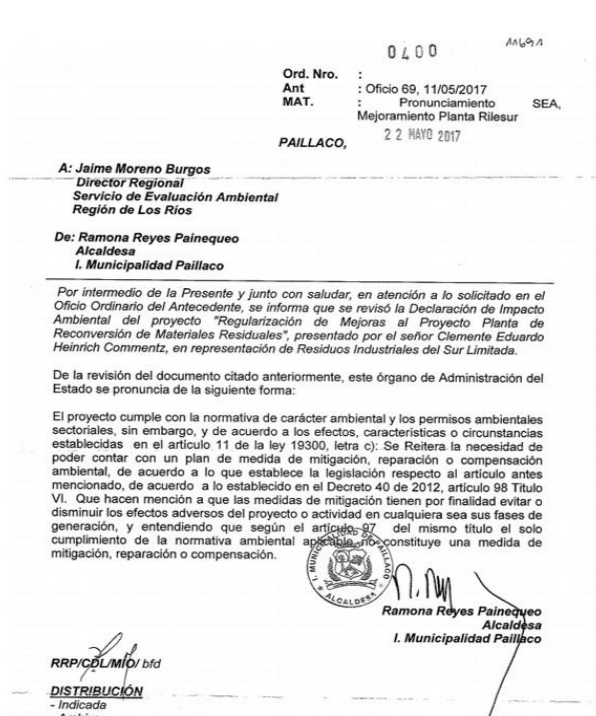 11691
0400
Ord. Nro. :
Ant : Oficio 69, 11/05/2017
MAT. : Pronunciamiento SEA,
Mejoramiento Planta Rilesur
PAILLACO, 22 MAYO 2017
A: Jaime Moreno Burgos
Director Regional
Servicio de Evaluación Ambiental
Región de Los Ríos
De: Ramona Reyes Painequeo
Alcaldesa
I. Municipalidad Paillaco
Por intermedio de la Presente y junto con saludar, en atención a lo solicitado en el
Oficio Ordinario del Antecedente, se informa que se revisó la Declaración de Impacto
Ambiental del proyecto "Regularización de Mejoras al Proyecto Planta de
Reconversión de Materiales Residuales", presentado por el señor Clemente Eduardo
Heinrich Commentz, en representación de Residuos Industriales del Sur Limitada.
De la revisión del documento citado anteriormente, este órgano de Administración del
Estado se pronuncia de la siguiente forma:
El proyecto cumple con la normativa de carácter ambiental y los permisos ambientales
sectoriales, sin embargo, y de acuerdo a los efectos, características o circunstancias
establecidas en el artículo 11 de la ley 19300, letra c): Se Reitera la necesidad de
poder contar con un plan de medida de mitigación, reparación o compensación
ambiental, de acuerdo a lo que establece la legislación respecto al artículo antes
mencionado, de acuerdo a lo establecido en el Decreto 40 de 2012, articulo 98 Titulo
VI. Que hacen mención a que las medidas de mitigación tienen por finalidad evitar o
disminuir los efectos adversos del proyecto o actividad en cualquiera sea sus fases de
generación, y entendiendo que según el artículo 97 del mismo título el solo
cumplimiento de la normativa ambiental aplicable no constituye una medida de
mitigación, reparación o compensación.
I. MUNICIPALIDAD DE PAILLACO
ALCALDESA
Ramona Reyes Painequeo
Alcaldesa
I. Municipalidad Paillaco
RRP/CDL/MIO/ bfd
DISTRIBUCIÓN
- Indicada